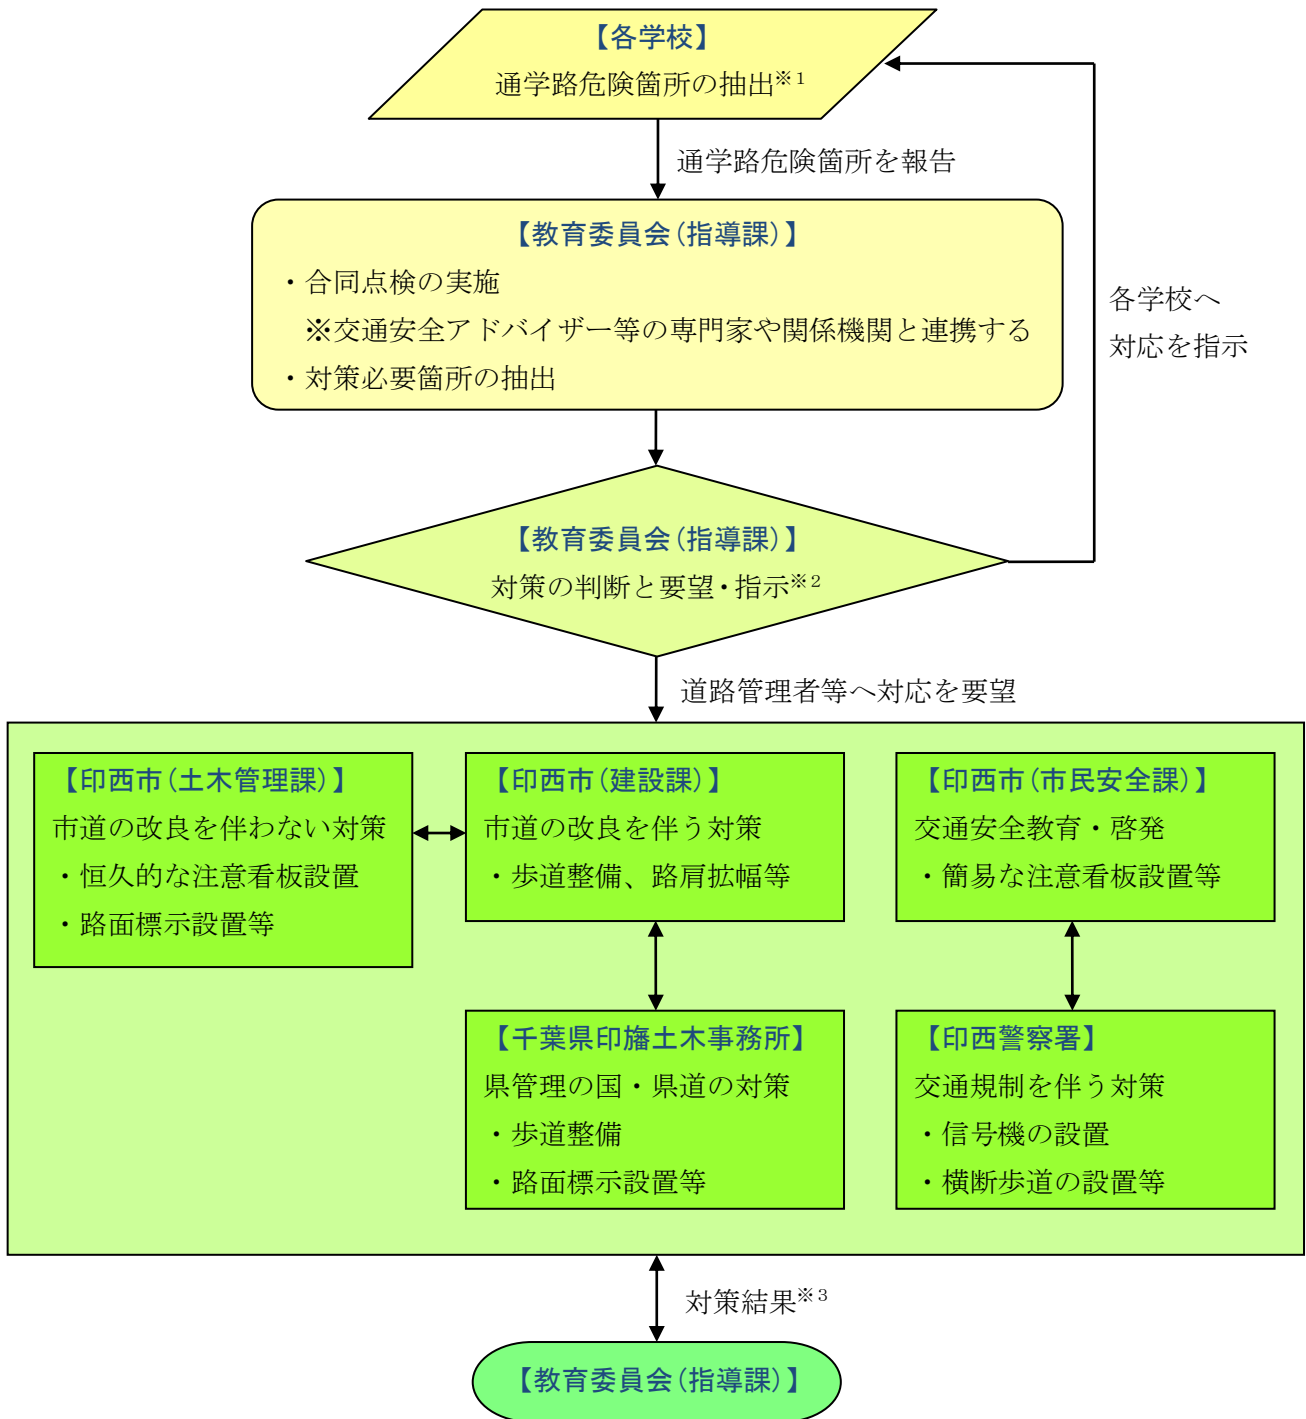 【各学校】
通学路危険箇所の抽出※1
通学路危険箇所を報告
【教育委員会(指導課)】
・合同点検の実施
※交通安全アドバイザー等の専門家や関係機関と連携する
・対策必要箇所の抽出
各学校へ
対応を指示
【教育委員会(指導課)】
対策の判断と要望・指示※2
道路管理者等へ対応を要望
【印西市(土木管理課)】
市道の改良を伴わない対策
・恒久的な注意看板設置
・路面標示設置等
【印西市(建設課)】
市道の改良を伴う対策
・歩道整備、路肩拡幅等
【印西市(市民安全課)】
交通安全教育・啓発
・簡易な注意看板設置等
【千葉県印旛土木事務所】
県管理の国・県道の対策
・歩道整備
・路面標示設置等
【印西警察署】
交通規制を伴う対策
・信号機の設置
・横断歩道の設置等
対策結果※3
【教育委員会(指導課)】